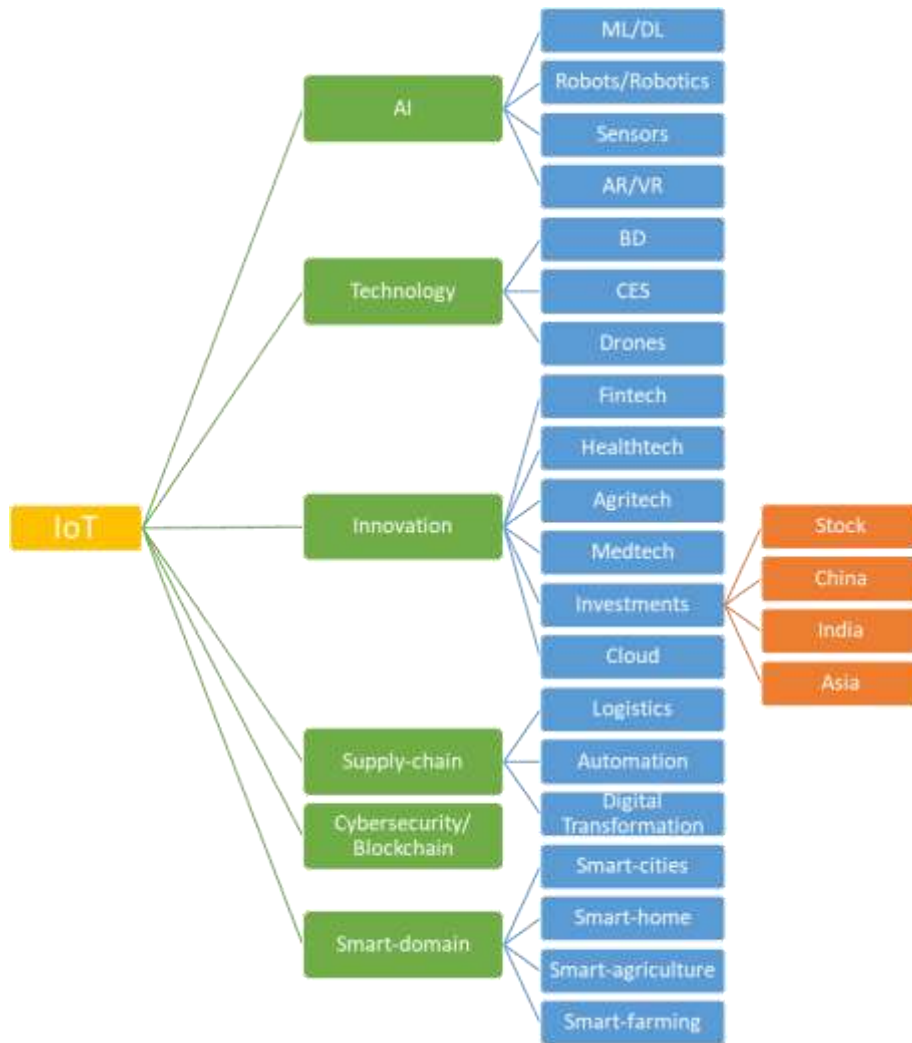 IoT
AI
ML/DL
Robots/Robotics
Sensors
AR/VR
Technology
BD
CES
Drones
Innovation
Fintech
Healthtech
Agritech
Medtech
Investments
Stock
China
India
Asia
Cloud
Supply-chain
Logistics
Automation
Digital
Transformation
Cybersecurity/
Blockchain
Smart-domain
Smart-cities
Smart-home
Smart-agriculture
Smart-farming